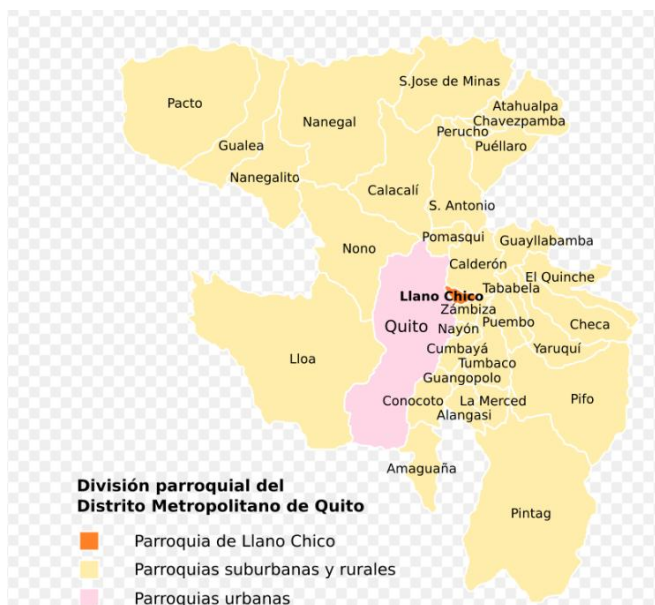 S.Jose de Minas
Pacto
Atahualpa
Nanegal
Chavezpamba
Perucho
Gualea
Puéllaro
Nanegalito
Calacalí
S. Antonio
Pomasqui
Guayllabamba
Nono
Calderón
El Quinche
Tababela
Llano Chico
Zámbiza
Puembo
Checa
Quito
Nayón
Cumbayá
Yaruquí
Lloa
Tumbaco
Guangopolo
Conocoto
La Merced
Pifo
Alangasi
Amaguaña
División parroquial del
Distrito Metropolitano de Quito
Pintag
Parroquia de Llano Chico
Parroquias suburbanas y rurales
Parroquias urbanas